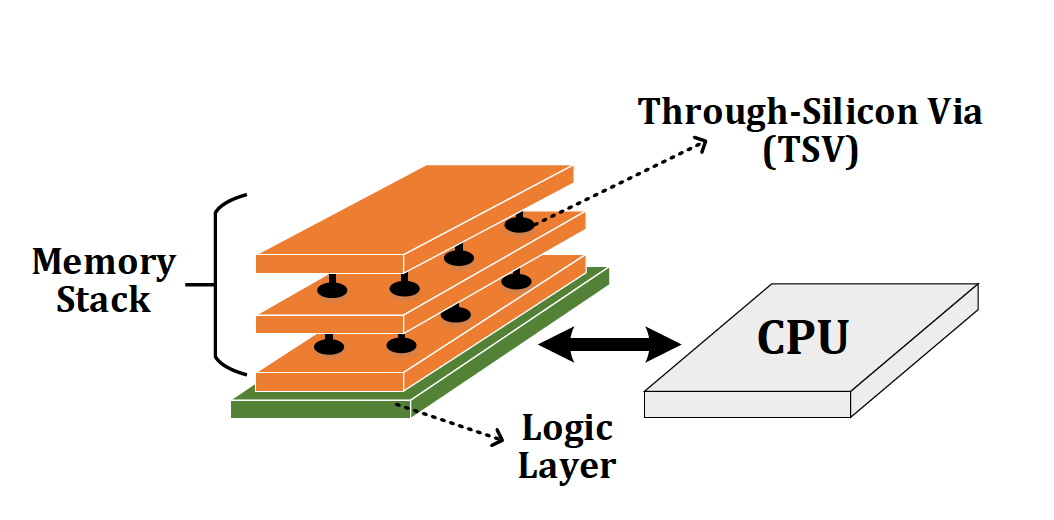 Through-Silicon Via
(TSV)
Memory
Stack
CPU
Logic
Layer